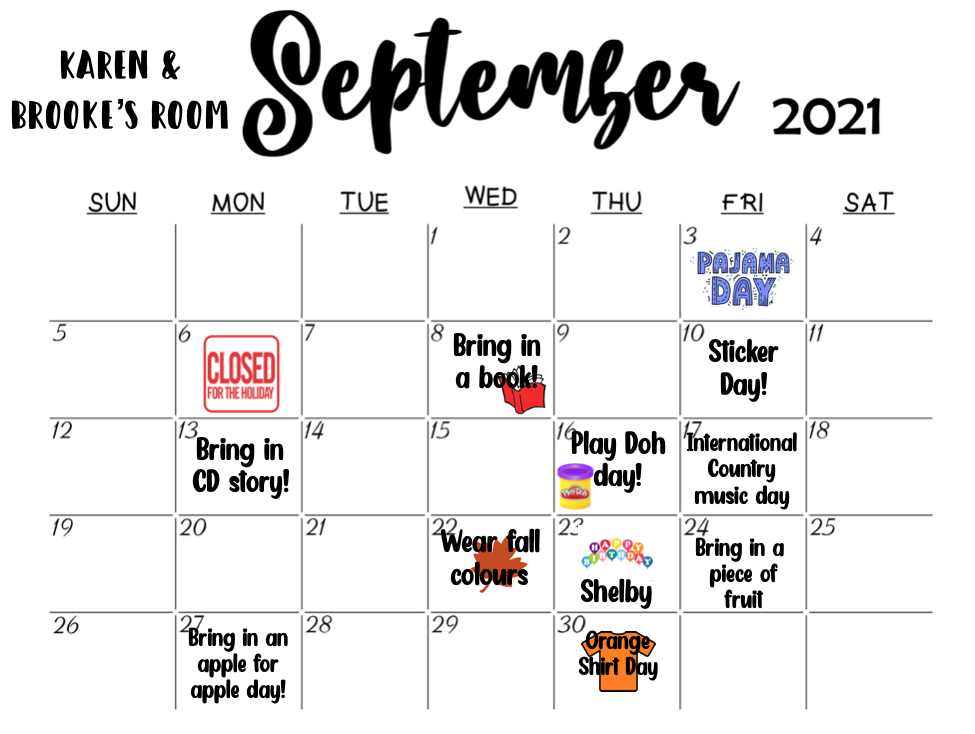 KAREN &
BROOKE'S ROOM
September
2021
SUN MON TUE WED THU FRI SAT
1 2 3 4
PAJAMA
DAY
5 6 7 8 9 10 11
CLOSED
FOR THE HOLIDAY
Bring in
a book!
Sticker
Day!
12 13 14 15 16 17 18
Bring in
CD story!
Play Doh
day!
Play-Doh
International
Country
music day
19 20 21 22 23 24 25
Wear fall
colours
HAPPY
BIRTHDAY
Shelby
Bring in a
piece of
fruit
26 27 28 29 30
Bring in an
apple for
apple day!
Orange
Shirt Day